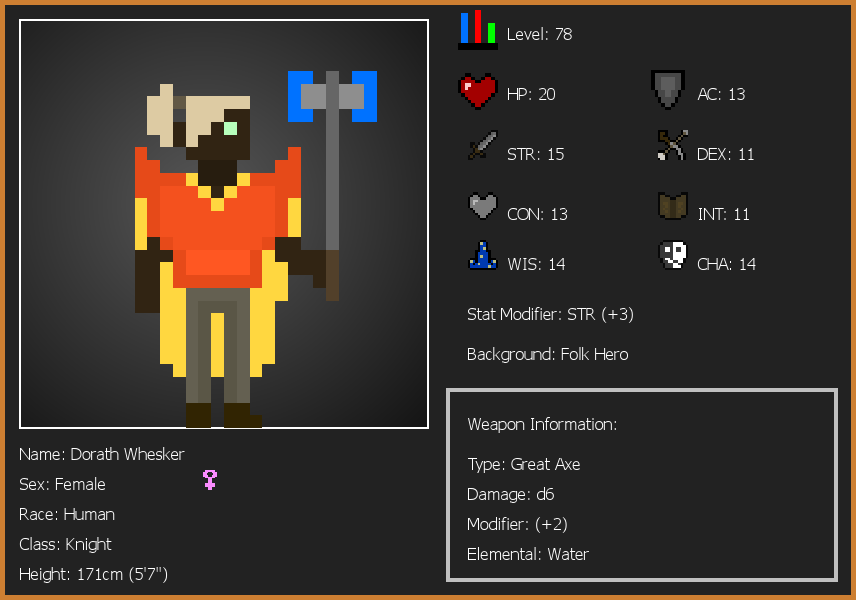 Level: 78
HP: 20
AC: 13
STR: 15
DEX: 11
CON: 13
INT: 11
WIS: 14
CHA: 14
Stat Modifier: STR (+3)
Background: Folk Hero
Weapon Information:
Type: Great Axe
Damage: d6
Modifier: (+2)
Elemental: Water
Name: Dorath Whesker
Sex: Female
Race: Human
Class: Knight
Height: 171cm (5'7")